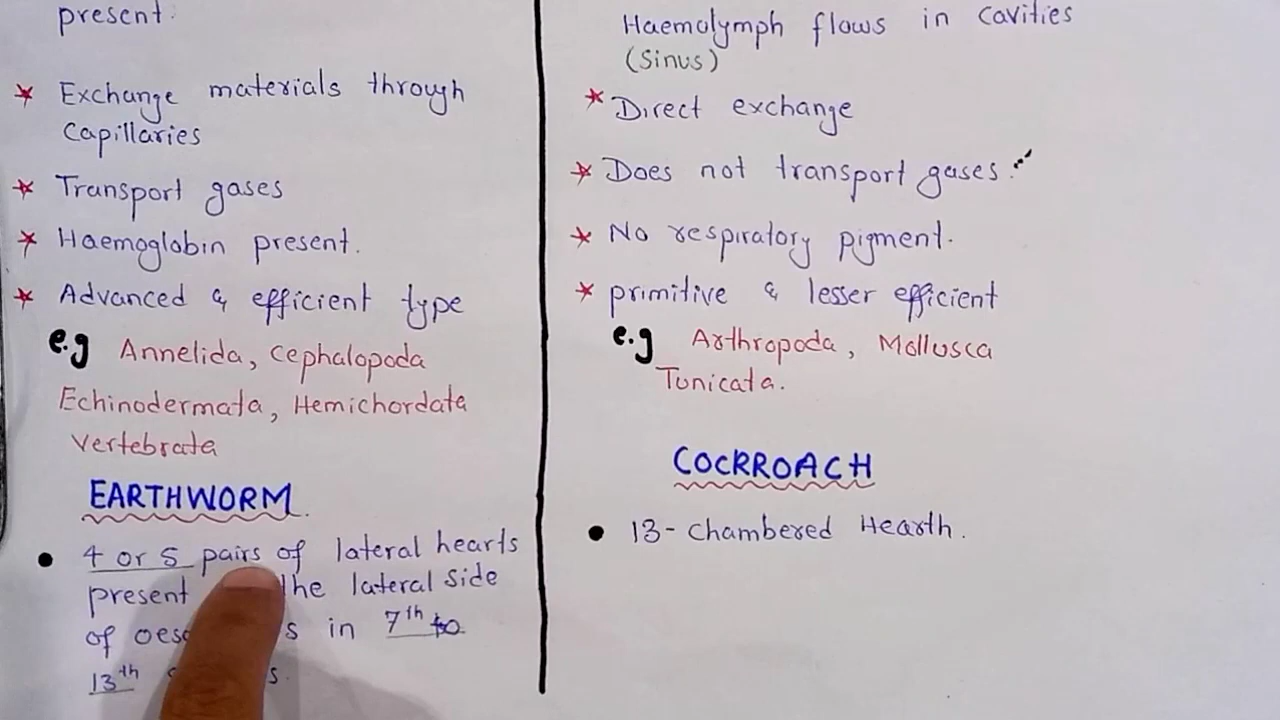 present.
* Exchange materials through
Capillaries
* Transport gases
* Haemoglobin present.
* Advanced & efficient type
e.g Annelida, Cephalopoda
Echinodermata, Hemichordata
Vertebrata
EARTHWORM.
• 4 or 5 pairs of lateral hearts
present the lateral side
of in 7th to
13th
Haemolymph flows in cavities
(Sinus)
* Direct exchange
* Does not transport gases.
* No respiratory pigment.
* primitive & lesser efficient
e.g Arthropoda, Mollusca
Tunicata.
COCKROACH
• 13-Chambered Hearth.